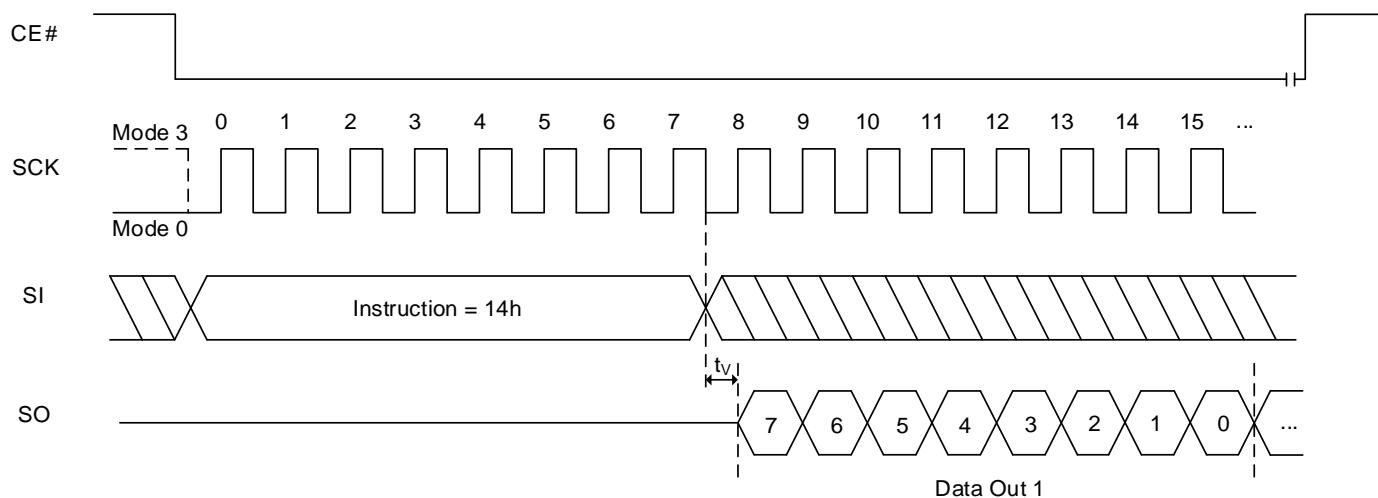 CE#
0 1 2 3 4 5 6 7 8 9 10 11 12 13 14 15 ...
Mode 3
SCK
Mode 0
SI
Instruction = 14h
tV
SO
7 6 5 4 3 2 1 0 ...
Data Out 1